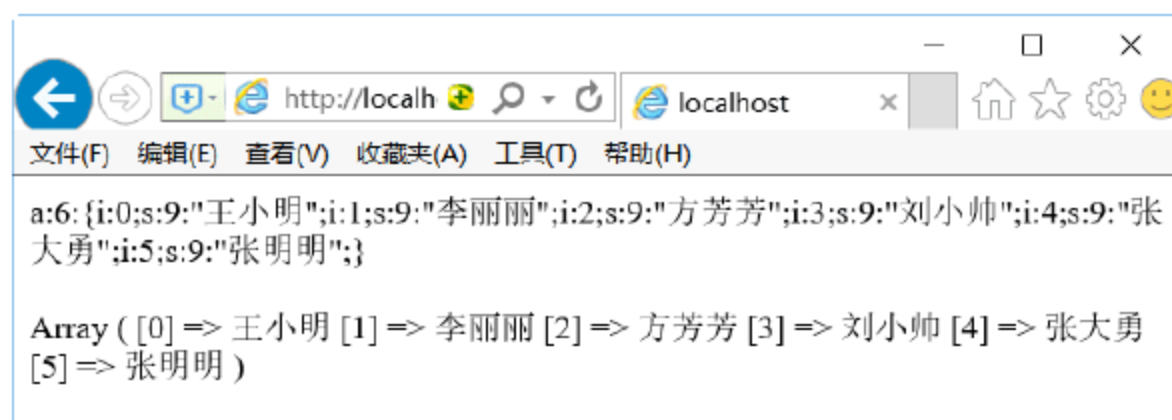 http://localh
localhost
文件(F) 编辑(E) 查看(V) 收藏夹(A) 工具(T) 帮助(H)
a:6:{i:0;s:9:"王小明";i:1;s:9:"李丽丽";i:2;s:9:"方芳芳";i:3;s:9:"刘小帅";i:4;s:9:"张
大勇";i:5;s:9:"张明明";}
Array ( [0] => 王小明 [1] => 李丽丽 [2] => 方芳芳 [3] => 刘小帅 [4] => 张大勇
[5] => 张明明 )